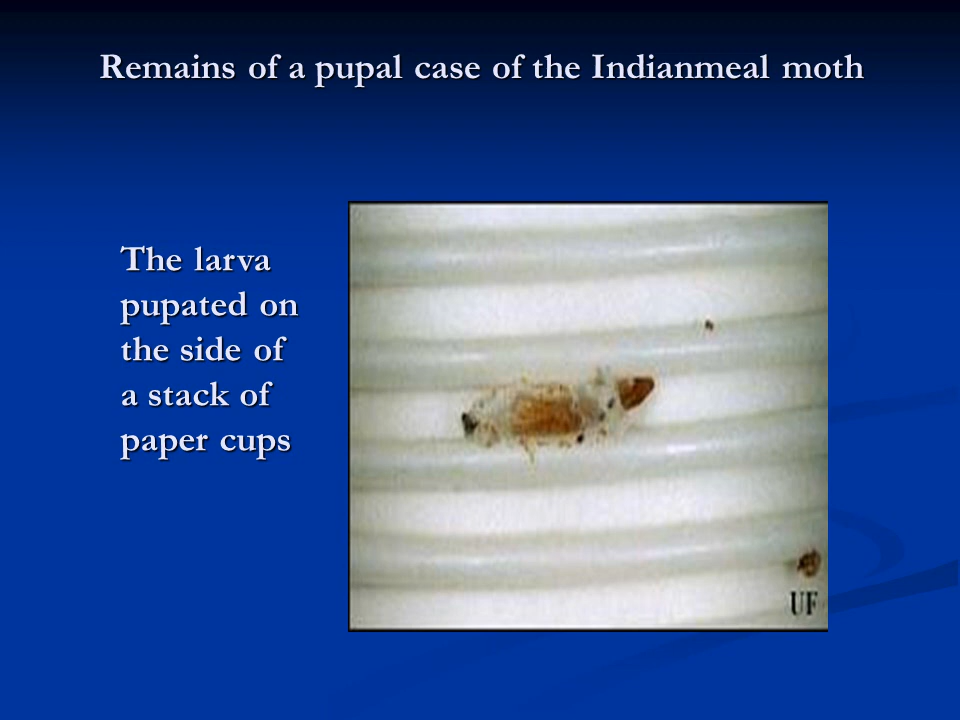 Remains of a pupal case of the Indianmeal moth
The larva
pupated on
the side of
a stack of
paper cups
UF